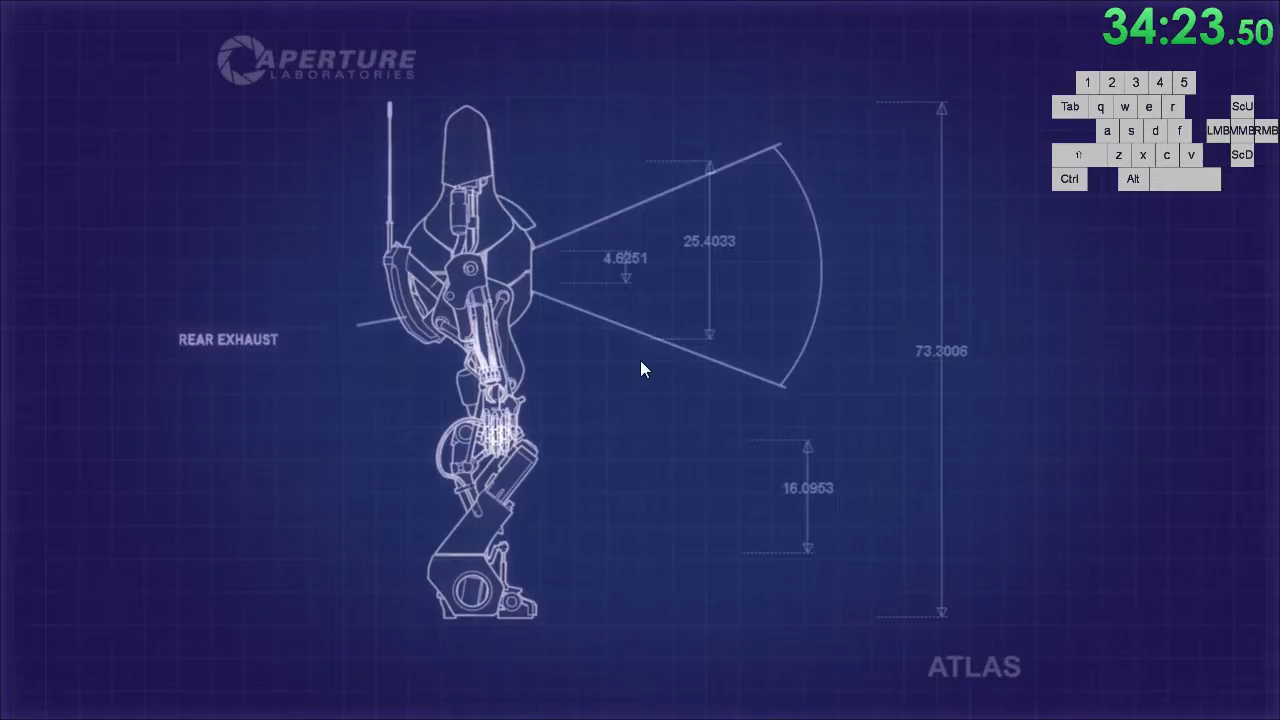 34:23.50
APERTURE
LABORATORIES
1 2 3 4 5
Tab q w e r ScU
a s d f LMB MMB RMB
⇧ z x c v ScD
Ctrl Alt
25.4033
4.6251
REAR EXHAUST
73.3006
16.0953
ATLAS